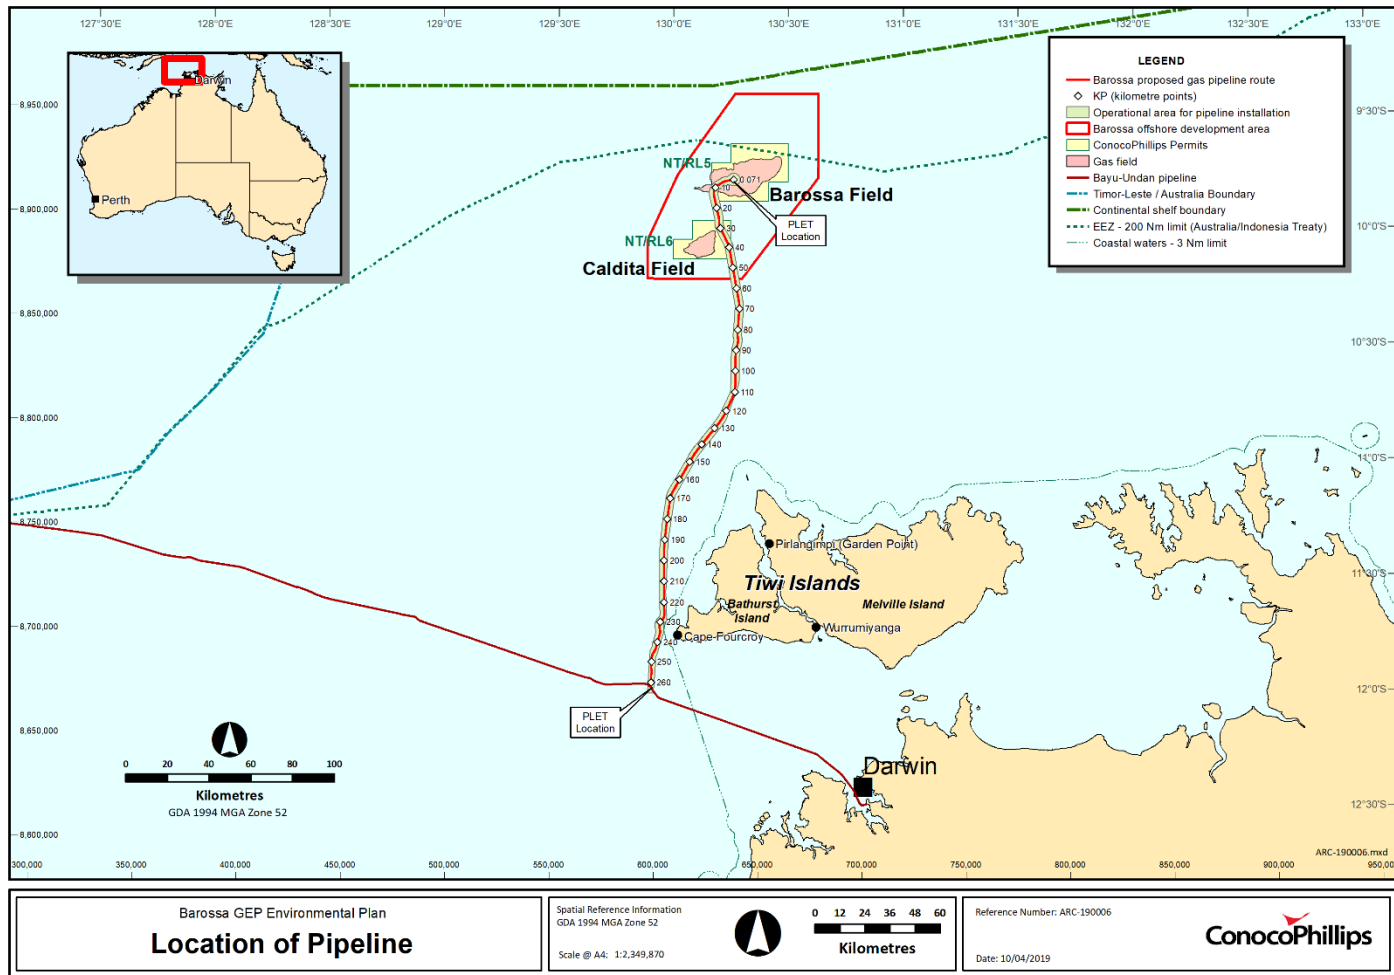 127°30'E
128°0'E
128°30'E
129°0'E
129°30'E
130°0'E
130°30'E
131°0'E
131°30'E
132°0'E
132°30'E
133°0'E
8,950,000
8,900,000
8,850,000
8,800,000
8,750,000
8,700,000
8,650,000
8,800,000
9°30'S
10°0'S
10°30'S
11°0'S
11°30'S
12°0'S
12°30'S
Darwin
Perth
LEGEND
Barossa proposed gas pipeline route
KP (kilometre points)
Operational area for pipeline installation
Barossa offshore development area
ConocoPhillips Permits
Gas field
Bayu-Undan pipeline
Timor-Leste / Australia Boundary
Continental shelf boundary
EEZ - 200 Nm limit (Australia/Indonesia Treaty)
Coastal waters - 3 Nm limit
NT/RL5
0.071
Barossa Field
PLET
Location
NT/RL6
Caldita Field
10
20
30
40
50
60
70
80
90
100
110
120
130
140
150
160
170
180
190
200
210
220
230
240
250
260
Pirlangimpi (Garden Point)
Tiwi Islands
Bathurst
Island
Melville Island
Wurrumiyanga
Cape-Fourcroy
PLET
Location
Darwin
0 20 40 60 80 100
Kilometres
GDA 1994 MGA Zone 52
ARC-190006.mxd
300,000
350,000
400,000
450,000
500,000
550,000
600,000
650,000
700,000
750,000
800,000
850,000
900,000
950,00
Barossa GEP Environmental Plan
Location of Pipeline
Spatial Reference Information
GDA 1994 MGA Zone 52
Scale @ A4: 1:2,349,870
0 12 24 36 48 60
Kilometres
Reference Number: ARC-190006
Date: 10/04/2019
ConocoPhillips